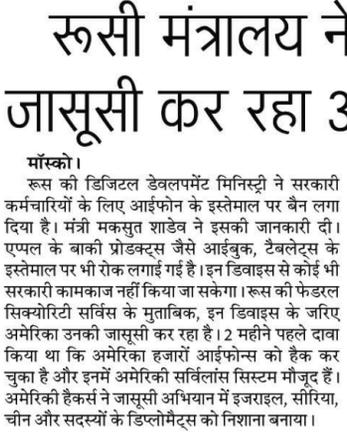 रूसी मंत्रालय ने
जासूसी कर रहा
मॉस्को।
रूस की डिजिटल डेवलपमेंट मिनिस्ट्री ने सरकारी
कर्मचारियों के लिए आईफोन के इस्तेमाल पर बैन लगा
दिया है। मंत्री मकसुत शाडेव ने इसकी जानकारी दी।
एप्पल के बाकी प्रोडक्ट्स जैसे आईबुक, टैबलेट्स के
इस्तेमाल पर भी रोक लगाई गई है। इन डिवाइस से कोई भी
सरकारी कामकाज नहीं किया जा सकेगा। रूस की फेडरल
सिक्योरिटी सर्विस के मुताबिक, इन डिवाइस के जरिए
अमेरिका उनकी जासूसी कर रहा है। 2 महीने पहले दावा
किया था कि अमेरिका हजारों आईफोन्स को हैक कर
चुका है और इनमें अमेरिकी सर्विलांस सिस्टम मौजूद हैं।
अमेरिकी हैकर्स ने जासूसी अभियान में इजराइल, सीरिया,
चीन और सदस्यों के डिप्लोमैट्स को निशाना बनाया।